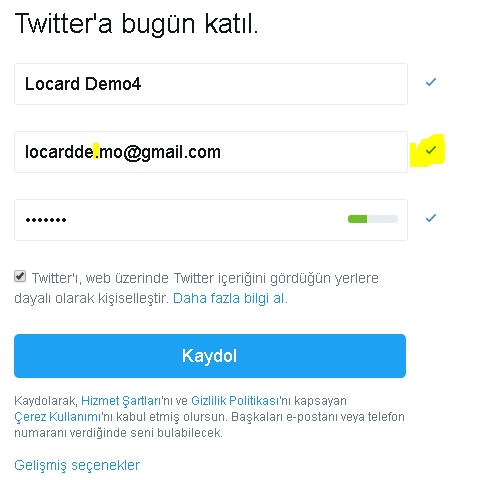 Twitter'a bugün katıl.
Locard Demo4
locardde.mo@gmail.com
•••••••
Twitter'ı, web üzerinde Twitter içeriğini gördüğün yerlere
dayalı olarak kişiselleştir. Daha fazla bilgi al.
Kaydol
Kaydolarak, Hizmet Şartları'nı ve Gizlilik Politikası'nı kapsayan
Çerez Kullanımı'nı kabul etmiş olursun. Başkaları e-postanı veya telefon
numaranı verdiğinde seni bulabilecek.
Gelişmiş seçenekler